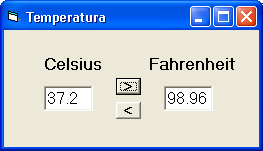 Temperatura
Celsius Fahrenheit
>
37.2 98.96
<